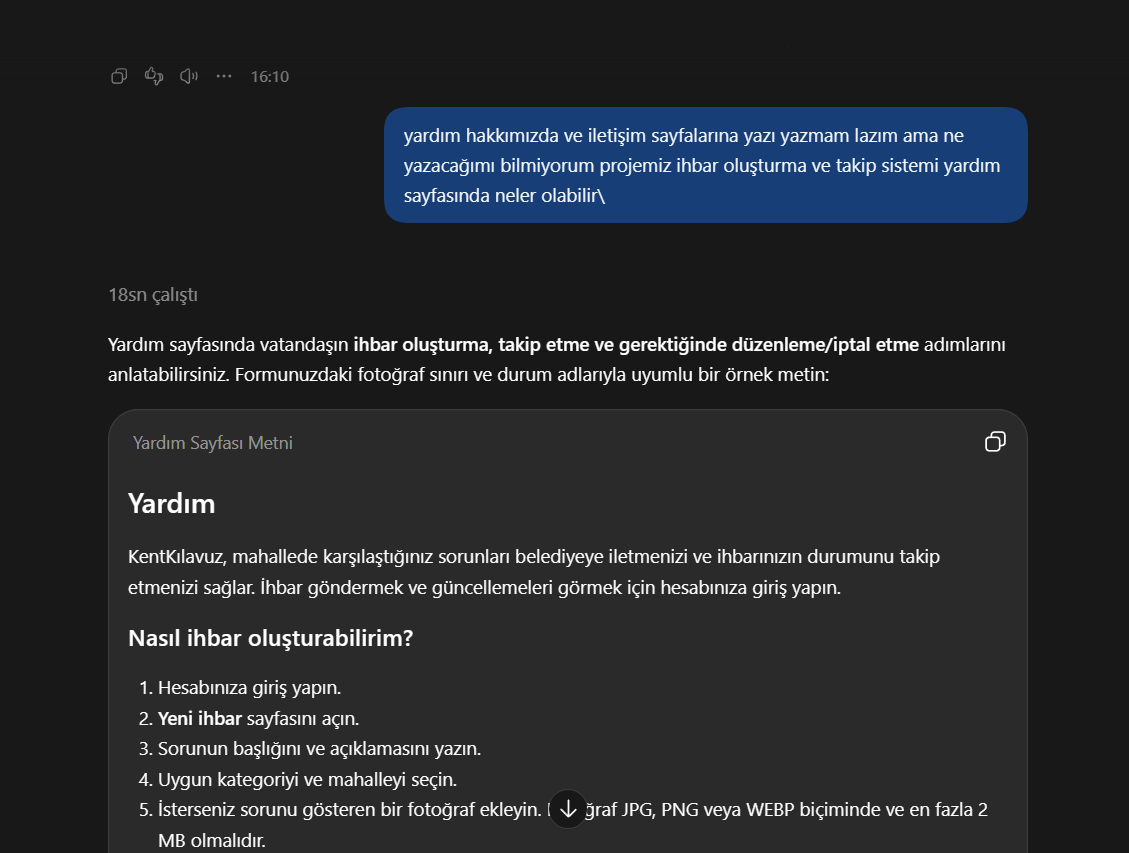 16:10
yardım hakkımızda ve iletişim sayfalarına yazı yazmam lazım ama ne
yazacağımı bilmiyorum projemiz ihbar oluşturma ve takip sistemi yardım
sayfasında neler olabilir\
18sn çalıştı
Yardım sayfasında vatandaşın ihbar oluşturma, takip etme ve gerektiğinde düzenleme/iptal etme adımlarını
anlatabilirsiniz. Formunuzdaki fotoğraf sınırı ve durum adlarıyla uyumlu bir örnek metin:
Yardım Sayfası Metni
Yardım
KentKılavuz, mahallede karşılaştığınız sorunları belediyeye iletmenizi ve ihbarınızın durumunu takip
etmenizi sağlar. İhbar göndermek ve güncellemeleri görmek için hesabınıza giriş yapın.
Nasıl ihbar oluşturabilirim?
1. Hesabınıza giriş yapın.
2. Yeni ihbar sayfasını açın.
3. Sorunun başlığını ve açıklamasını yazın.
4. Uygun kategoriyi ve mahalleyi seçin.
5. İsterseniz sorunu gösteren bir fotoğraf ekleyin. JPG, PNG veya WEBP biçiminde ve en fazla 2
MB olmalıdır.